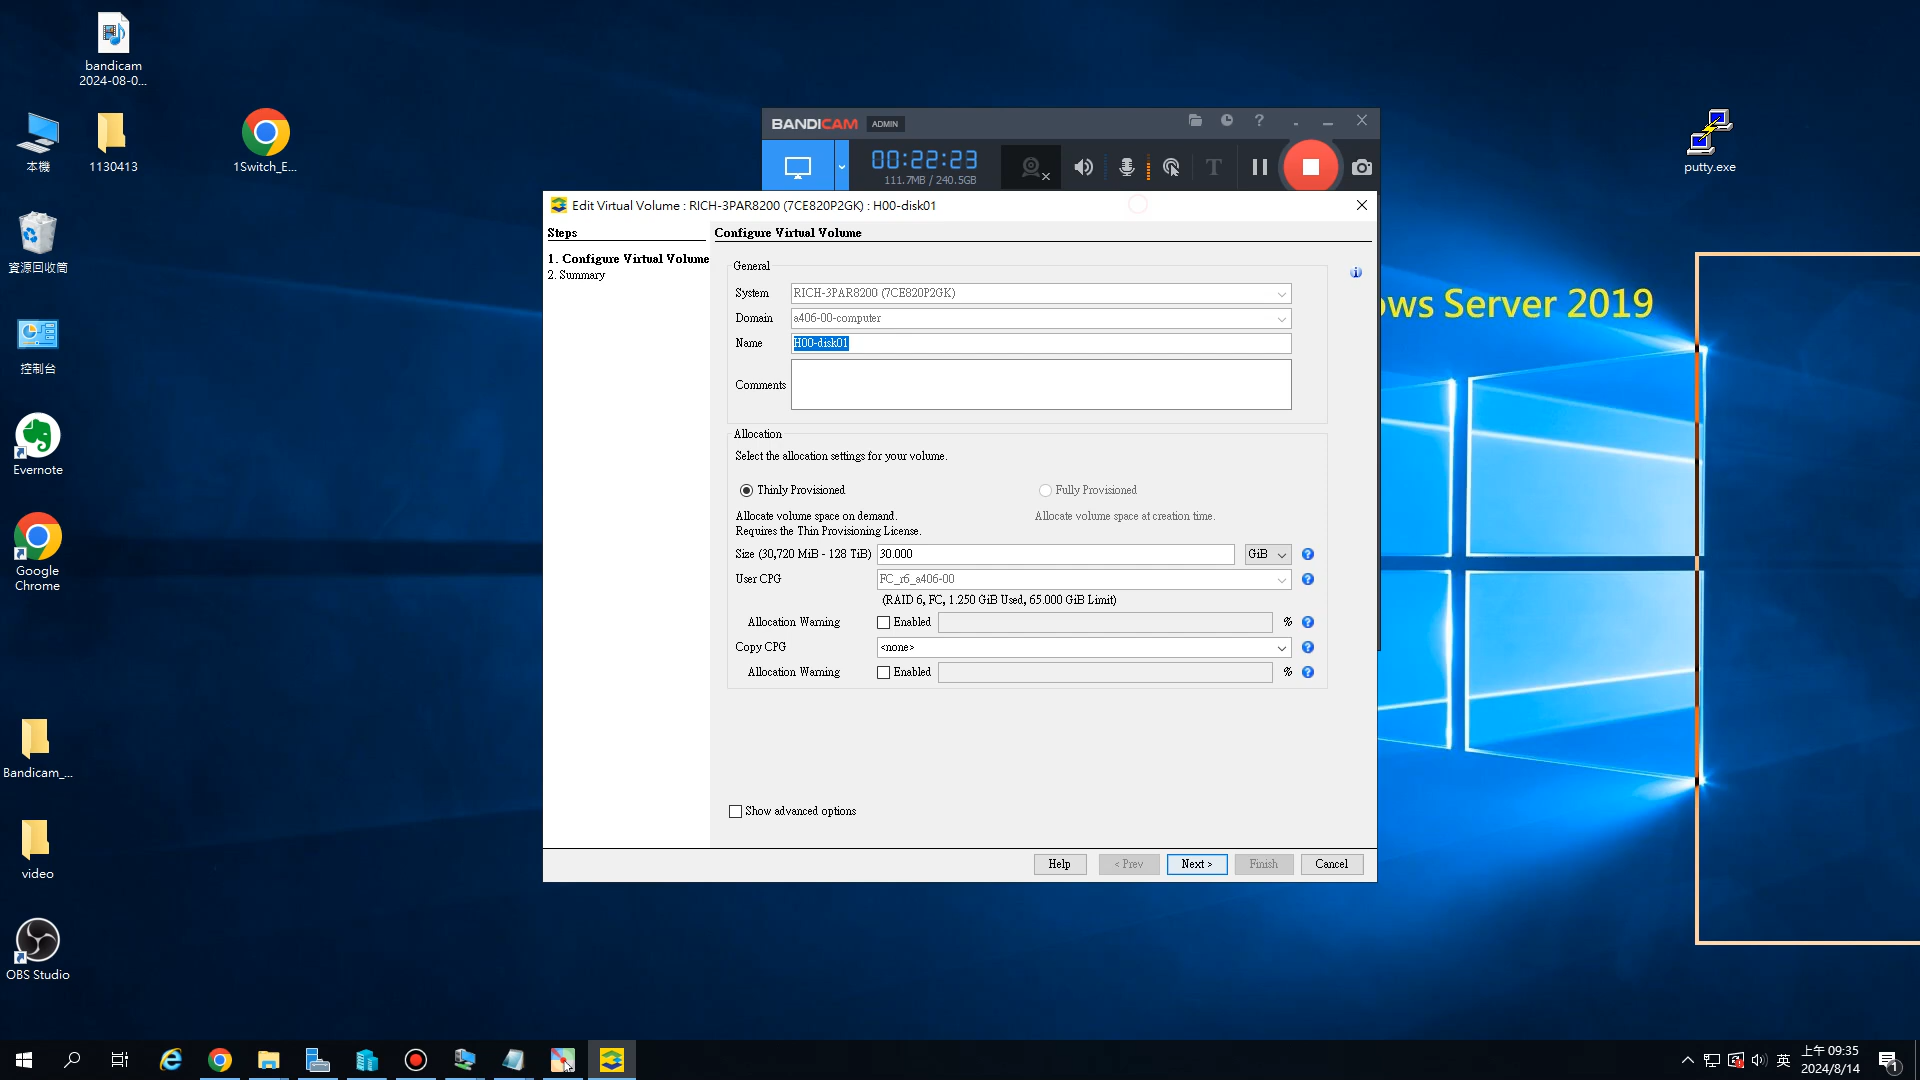 bandicam
2024-08-0...
本機
1130413
1Switch_E...
資源回收筒
控制台
Evernote
Google
Chrome
Bandicam_...
video
OBS Studio
putty.exe
ows Server 2019
BANDICAM ADMIN
00:22:23
111.7MB / 240.5GB
Edit Virtual Volume : RICH-3PAR8200 (7CE820P2GK) : H00-disk01
Steps
1. Configure Virtual Volume
2. Summary
Configure Virtual Volume
General
System RICH-3PAR8200 (7CE820P2GK)
Domain a406-00-computer
Name H00-disk01
Comments
Allocation
Select the allocation settings for your volume.
Thinly Provisioned
Fully Provisioned
Allocate volume space on demand.
Requires the Thin Provisioning License.
Allocate volume space at creation time.
Size (30,720 MiB - 128 TiB) 30.000 GiB
User CPG FC_r6_a406-00
(RAID 6, FC, 1.250 GiB Used, 65.000 GiB Limit)
Allocation Warning Enabled %
Copy CPG <none>
Allocation Warning Enabled %
Show advanced options
Help < Prev Next > Finish Cancel
英
上午 09:35
2024/8/14
1